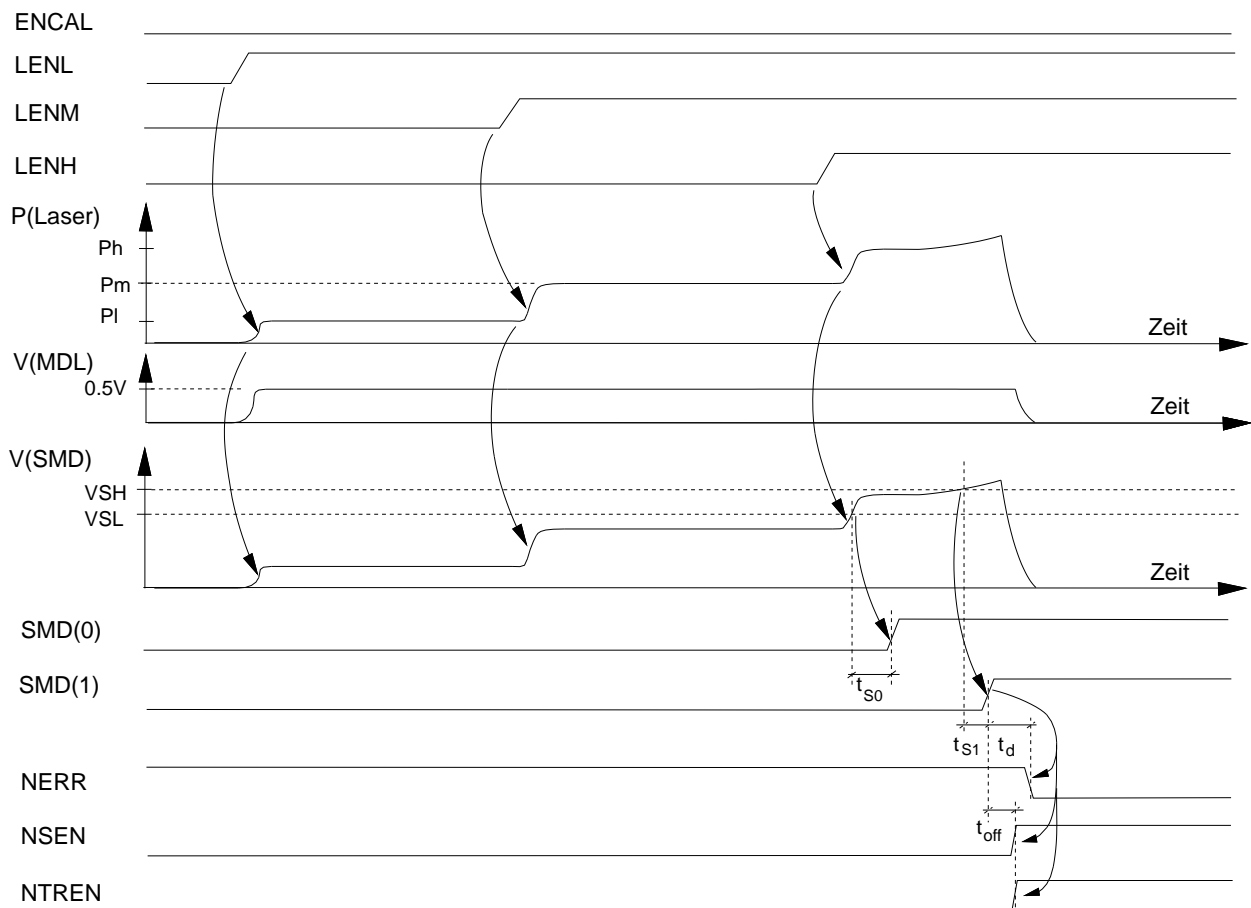 ENCAL
LENL
LENM
LENH
P(Laser)
Ph
Pm
Pl
Zeit
V(MDL)
0.5V
Zeit
V(SMD)
VSH
VSL
Zeit
SMD(0)
tS0
SMD(1)
tS1 td
NERR
toff
NSEN
NTREN